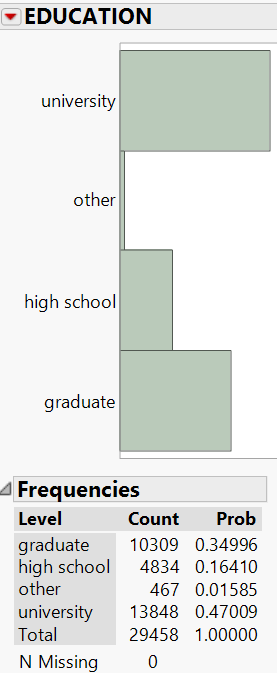 EDUCATION
university
other
high school
graduate
Frequencies
Level Count Prob
graduate 10309 0.34996
high school 4834 0.16410
other 467 0.01585
university 13848 0.47009
Total 29458 1.00000
N Missing 0